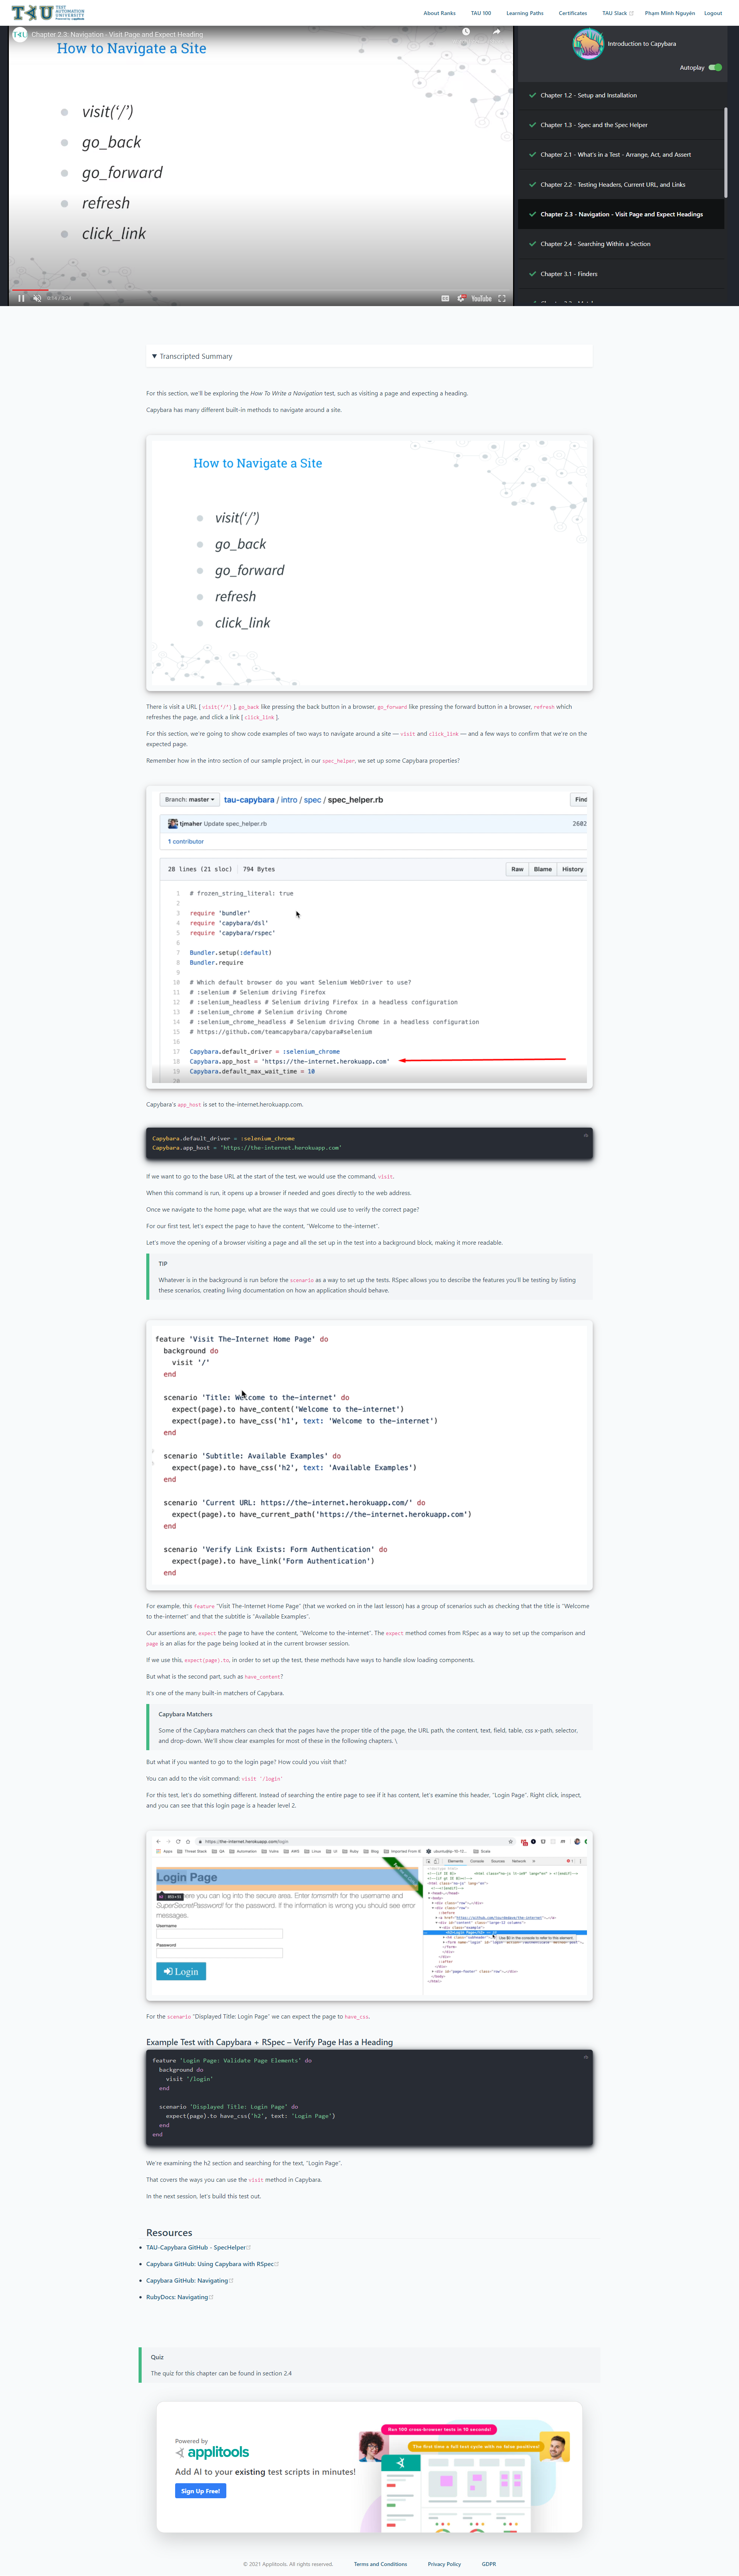 TAU TEST AUTOMATION UNIVERSITY
About Ranks TAU 100 Learning Paths Certificates TAU Slack Phạm Minh Nguyên Logout
Chapter 2.3: Navigation - Visit Page and Expect Heading
How to Navigate a Site
visit('/')
go_back
go_forward
refresh
click_link
YouTube
Introduction to Capybara
Autoplay
Chapter 1.2 - Setup and Installation
Chapter 1.3 - Spec and the Spec Helper
Chapter 2.1 - What's in a Test - Arrange, Act, and Assert
Chapter 2.2 - Testing Headers, Current URL, and Links
Chapter 2.3 - Navigation - Visit Page and Expect Headings
Chapter 2.4 - Searching Within a Section
Chapter 3.1 - Finders
Transcripted Summary
For this section, we'll be exploring the How To Write a Navigation test, such as visiting a page and expecting a heading.
Capybara has many different built-in methods to navigate around a site.
How to Navigate a Site
visit('/')
go_back
go_forward
refresh
click_link
There is visit a URL [ visit('/') ], go_back like pressing the back button in a browser, go_forward like pressing the forward button in a browser, refresh which
refreshes the page, and click a link [ click_link ].
For this section, we're going to show code examples of two ways to navigate around a site — visit and click_link — and a few ways to confirm that we're on the
expected page.
Remember how in the intro section of our sample project, in our spec_helper, we set up some Capybara properties?
Branch: master tau-capybara / intro / spec / spec_helper.rb Find
tjmaher Update spec_helper.rb 2602
1 contributor
28 lines (21 sloc) 794 Bytes Raw Blame History
1 # frozen_string_literal: true
2
3 require 'bundler'
4 require 'capybara/dsl'
5 require 'capybara/rspec'
6
7 Bundler.setup(:default)
8 Bundler.require
9
10 # Which default browser do you want Selenium WebDriver to use?
11 # :selenium # Selenium driving Firefox
12 # :selenium_headless # Selenium driving Firefox in a headless configuration
13 # :selenium_chrome # Selenium driving Chrome
14 # :selenium_chrome_headless # Selenium driving Chrome in a headless configuration
15 # https://github.com/teamcapybara/capybara#selenium
16
17 Capybara.default_driver = :selenium_chrome
18 Capybara.app_host = 'https://the-internet.herokuapp.com'
19 Capybara.default_max_wait_time = 10
20
Capybara's app_host is set to the-internet.herokuapp.com.
Capybara.default_driver = :selenium_chrome
Capybara.app_host = 'https://the-internet.herokuapp.com'
If we want to go to the base URL at the start of the test, we would use the command, visit.
When this command is run, it opens up a browser if needed and goes directly to the web address.
Once we navigate to the home page, what are the ways that we could use to verify the correct page?
For our first test, let's expect the page to have the content, "Welcome to the-internet".
Let's move the opening of a browser visiting a page and all the set up in the test into a background block, making it more readable.
TIP
Whatever is in the background is run before the scenario as a way to set up the tests. RSpec allows you to describe the features you'll be testing by listing
these scenarios, creating living documentation on how an application should behave.
feature 'Visit The-Internet Home Page' do
background do
visit '/'
end
scenario 'Title: Welcome to the-internet' do
expect(page).to have_content('Welcome to the-internet')
expect(page).to have_css('h1', text: 'Welcome to the-internet')
end
scenario 'Subtitle: Available Examples' do
expect(page).to have_css('h2', text: 'Available Examples')
end
scenario 'Current URL: https://the-internet.herokuapp.com/' do
expect(page).to have_current_path('https://the-internet.herokuapp.com')
end
scenario 'Verify Link Exists: Form Authentication' do
expect(page).to have_link('Form Authentication')
end
For example, this feature "Visit The-Internet Home Page" (that we worked on in the last lesson) has a group of scenarios such as checking that the title is "Welcome
to the-internet" and that the subtitle is "Available Examples".
Our assertions are, expect the page to have the content, "Welcome to the-internet". The expect method comes from RSpec as a way to set up the comparison and
page is an alias for the page being looked at in the current browser session.
If we use this, expect(page).to, in order to set up the test, these methods have ways to handle slow loading components.
But what is the second part, such as have_content?
It's one of the many built-in matchers of Capybara.
Capybara Matchers
Some of the Capybara matchers can check that the pages have the proper title of the page, the URL path, the content, text, field, table, css x-path, selector,
and drop-down. We'll show clear examples for most of these in the following chapters. \
But what if you wanted to go to the login page? How could you visit that?
You can add to the visit command: visit '/login'
For this test, let's do something different. Instead of searching the entire page to see if it has content, let's examine this header, "Login Page". Right click, inspect,
and you can see that this login page is a header level 2.
https://the-internet.herokuapp.com/login
Login Page
where you can log into the secure area. Enter tomsmith for the username and
SuperSecretPassword! for the password. If the information is wrong you should see error
messages.
Username
Password
Login
For the scenario "Displayed Title: Login Page" we can expect the page to have_css.
Example Test with Capybara + RSpec – Verify Page Has a Heading
feature 'Login Page: Validate Page Elements' do
background do
visit '/login'
end
scenario 'Displayed Title: Login Page' do
expect(page).to have_css('h2', text: 'Login Page')
end
end
We're examining the h2 section and searching for the text, "Login Page".
That covers the ways you can use the visit method in Capybara.
In the next session, let's build this test out.
Resources
TAU-Capybara GitHub - SpecHelper
Capybara GitHub: Using Capybara with RSpec
Capybara GitHub: Navigating
RubyDocs: Navigating
Quiz
The quiz for this chapter can be found in section 2.4
Powered by
applitools
Add AI to your existing test scripts in minutes!
Sign Up Free!
Ran 100 cross-browser tests in 10 seconds!
The first time a full test cycle with no false positives!
© 2021 Applitools. All rights reserved. Terms and Conditions Privacy Policy GDPR